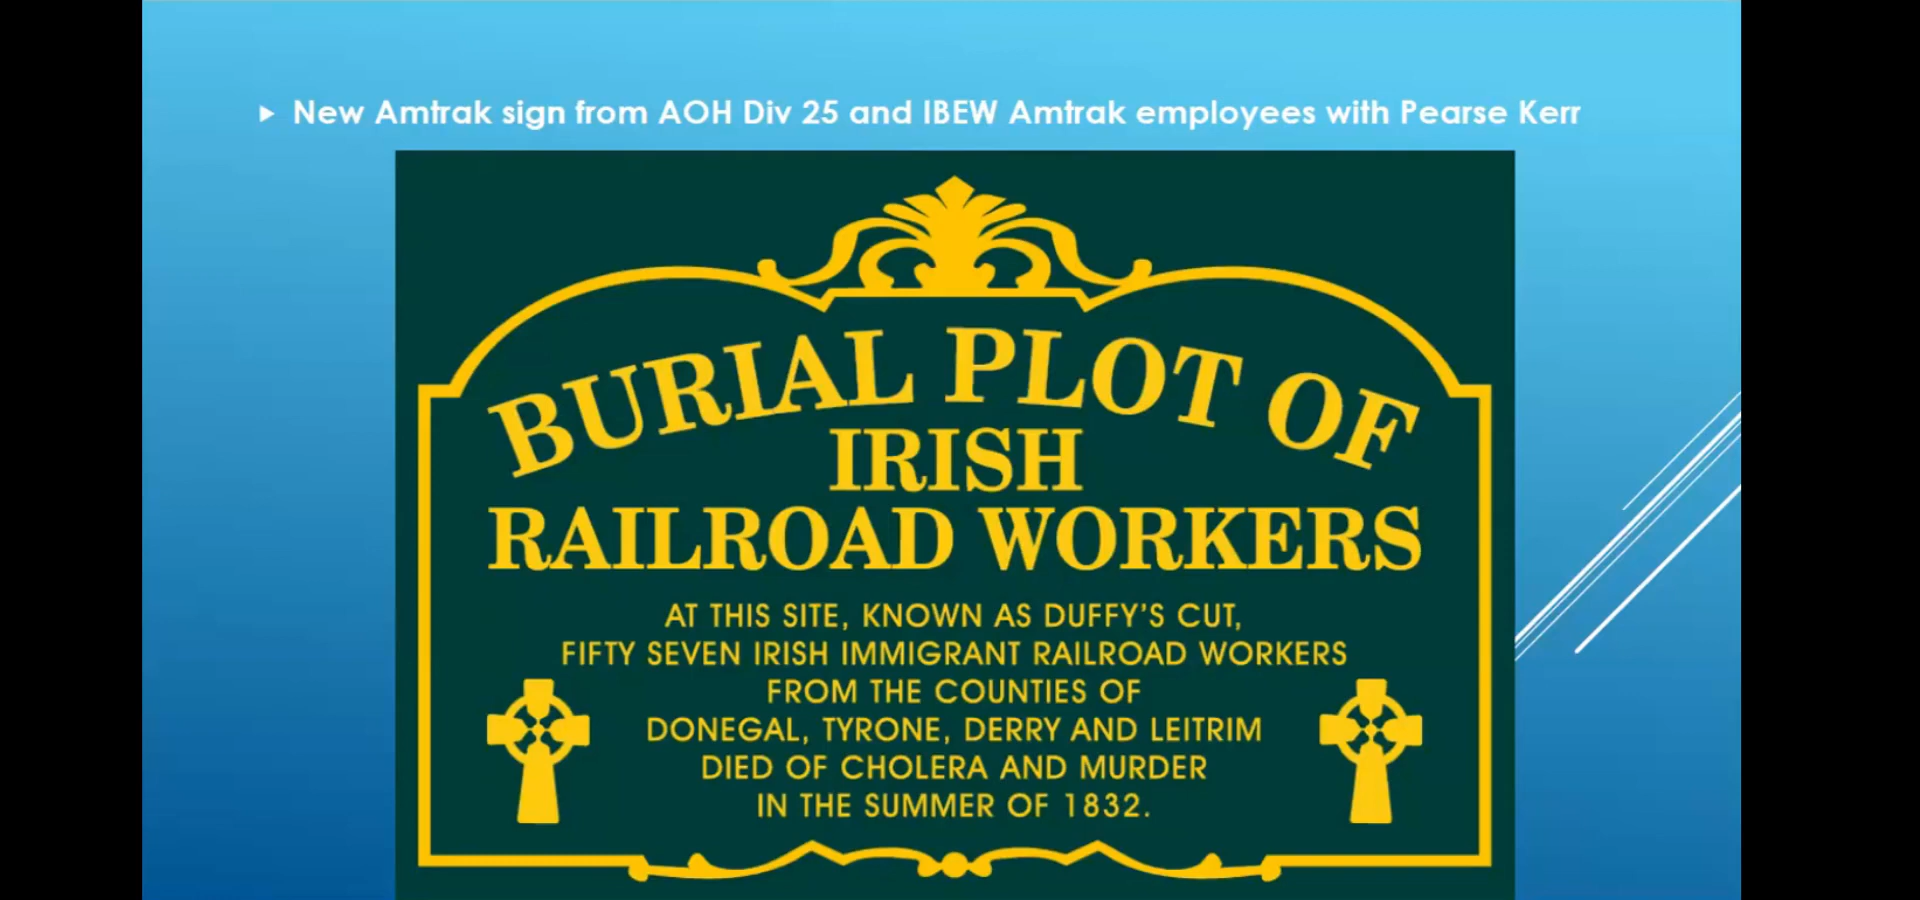 New Amtrak sign from AOH Div 25 and IBEW Amtrak employees with Pearse Kerr
BURIAL PLOT OF
IRISH
RAILROAD WORKERS
AT THIS SITE, KNOWN AS DUFFY'S CUT,
FIFTY SEVEN IRISH IMMIGRANT RAILROAD WORKERS
FROM THE COUNTIES OF
DONEGAL, TYRONE, DERRY AND LEITRIM
DIED OF CHOLERA AND MURDER
IN THE SUMMER OF 1832.